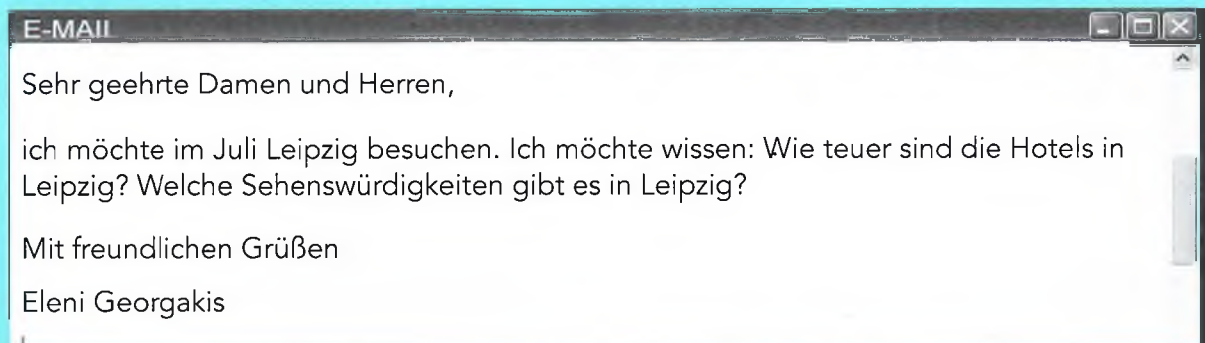 E-MAIL
Sehr geehrte Damen und Herren,
ich möchte im Juli Leipzig besuchen. Ich möchte wissen: Wie teuer sind die Hotels in
Leipzig? Welche Sehenswürdigkeiten gibt es in Leipzig?
Mit freundlichen Grüßen
Eleni Georgakis